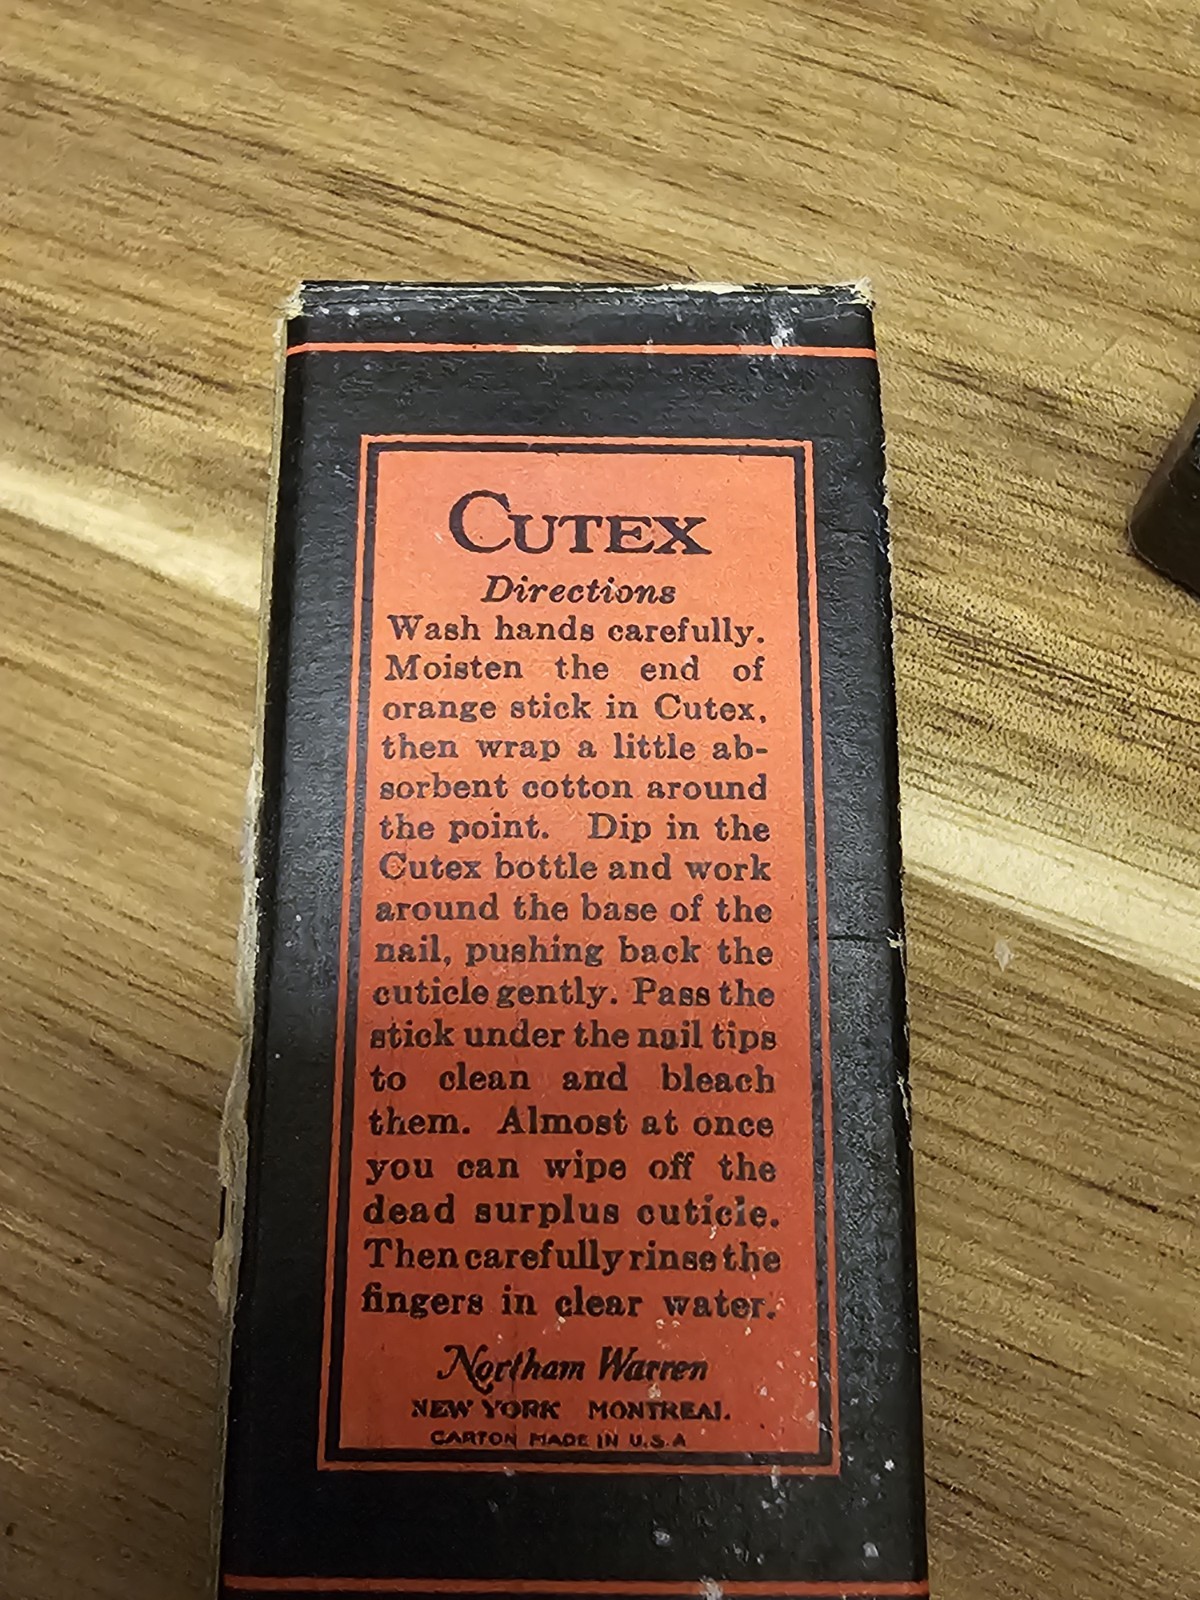 CUTEX
Directions
Wash hands carefully.
Moisten the end of
orange stick in Cutex,
then wrap a little ab-
sorbent cotton around
the point. Dip in the
Cutex bottle and work
around the base of the
nail, pushing back the
cuticle gently. Pass the
stick under the nail tips
to clean and bleach
them. Almost at once
you can wipe off the
dead surplus cuticle.
Then carefully rinse the
fingers in clear water.
Northam Warren
NEW YORK MONTREAL
CARTON MADE IN U.S.A